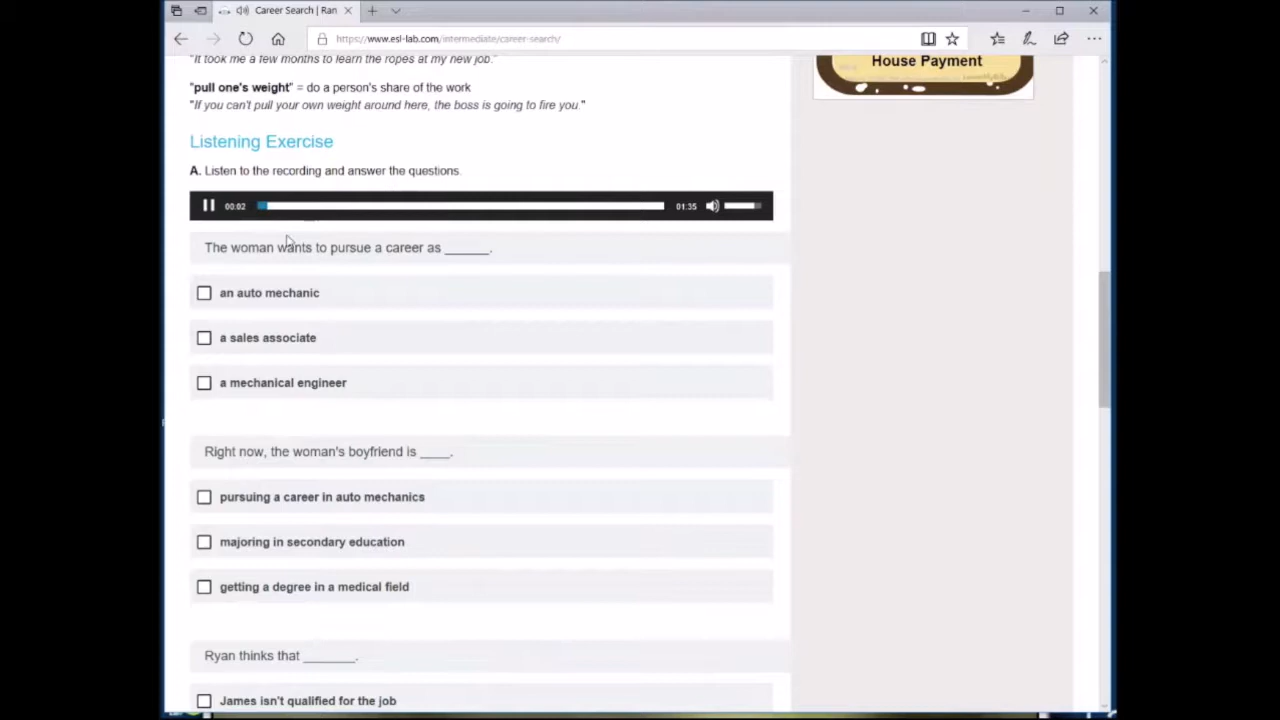 Career Search | Ran
https://www.esl-lab.com/intermediate/career-search/
"It took me a few months to learn the ropes at my new job."
House Payment
"pull one's weight" = do a person's share of the work
"If you can't pull your own weight around here, the boss is going to fire you."
Listening Exercise
A. Listen to the recording and answer the questions.
00:02 01:35
The woman wants to pursue a career as ______.
an auto mechanic
a sales associate
a mechanical engineer
Right now, the woman's boyfriend is ____.
pursuing a career in auto mechanics
majoring in secondary education
getting a degree in a medical field
Ryan thinks that _______.
James isn't qualified for the job